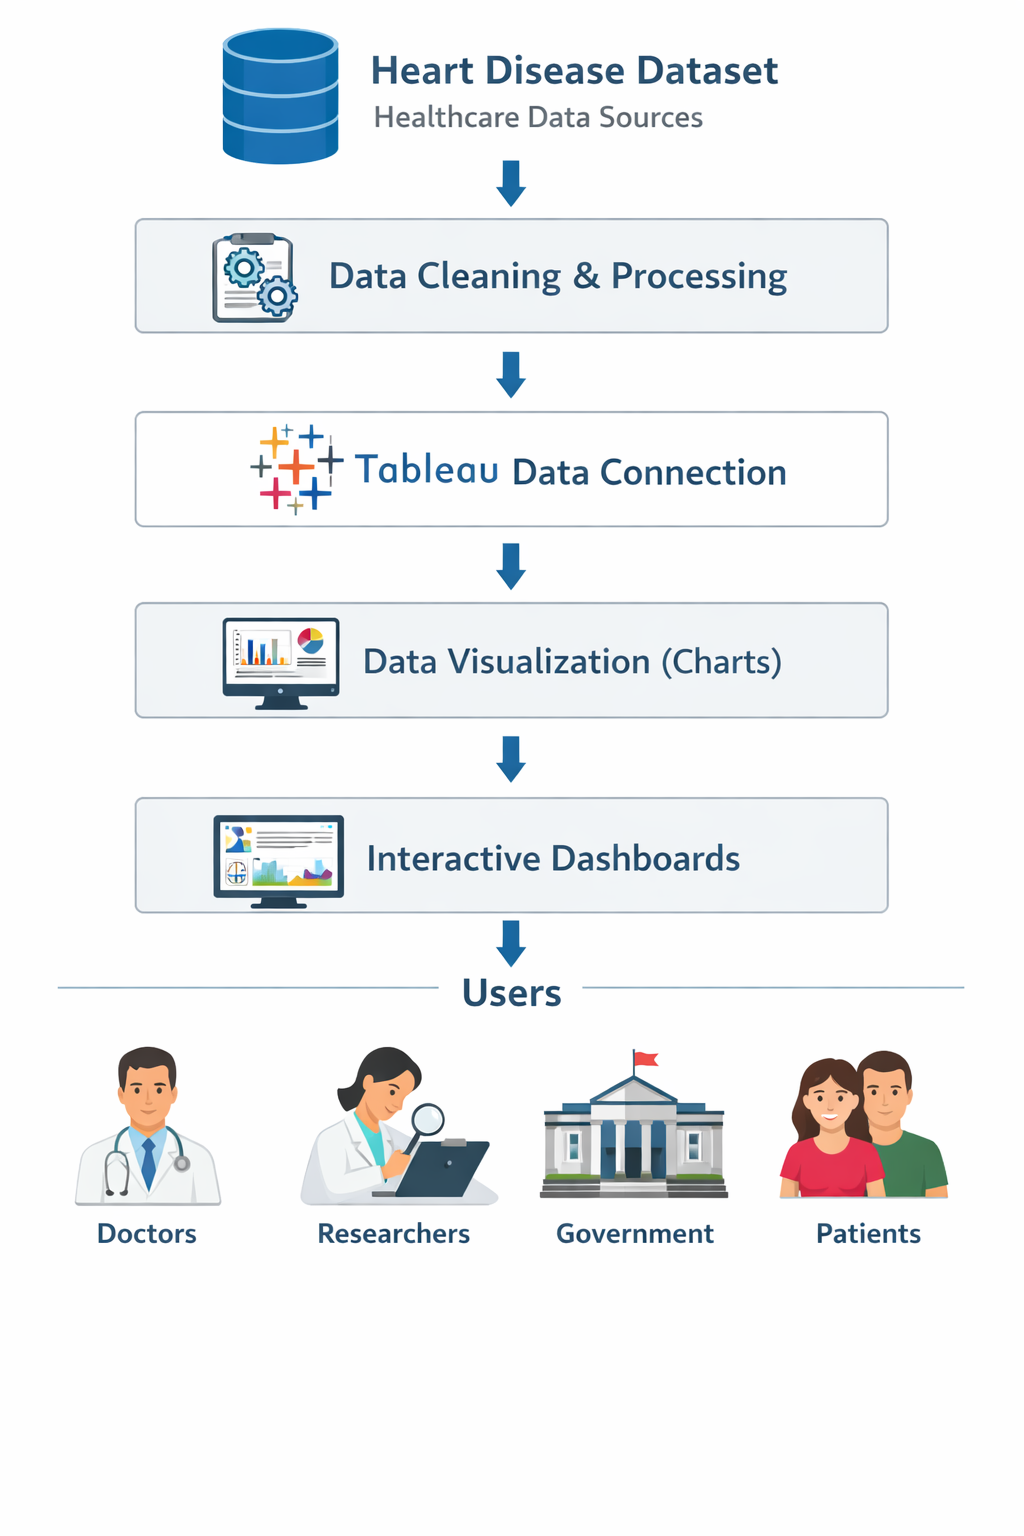 Heart Disease Dataset
Healthcare Data Sources
Data Cleaning & Processing
Tableau Data Connection
Data Visualization (Charts)
Interactive Dashboards
Users
Doctors
Researchers
Government
Patients